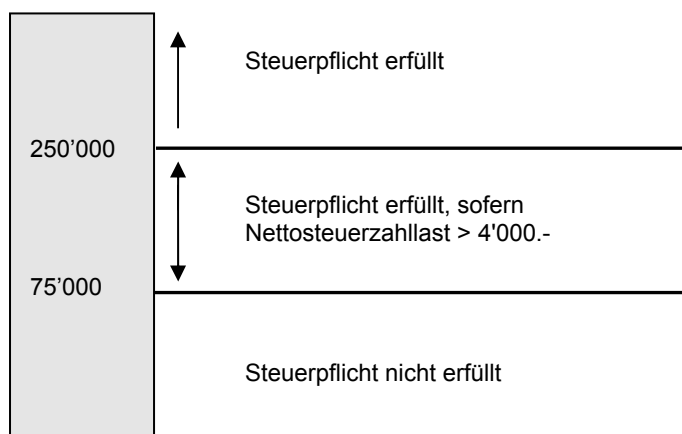 Steuerpflicht erfüllt
250’000
Steuerpflicht erfüllt, sofern
Nettosteuerzahllast > 4'000.-
75’000
Steuerpflicht nicht erfüllt